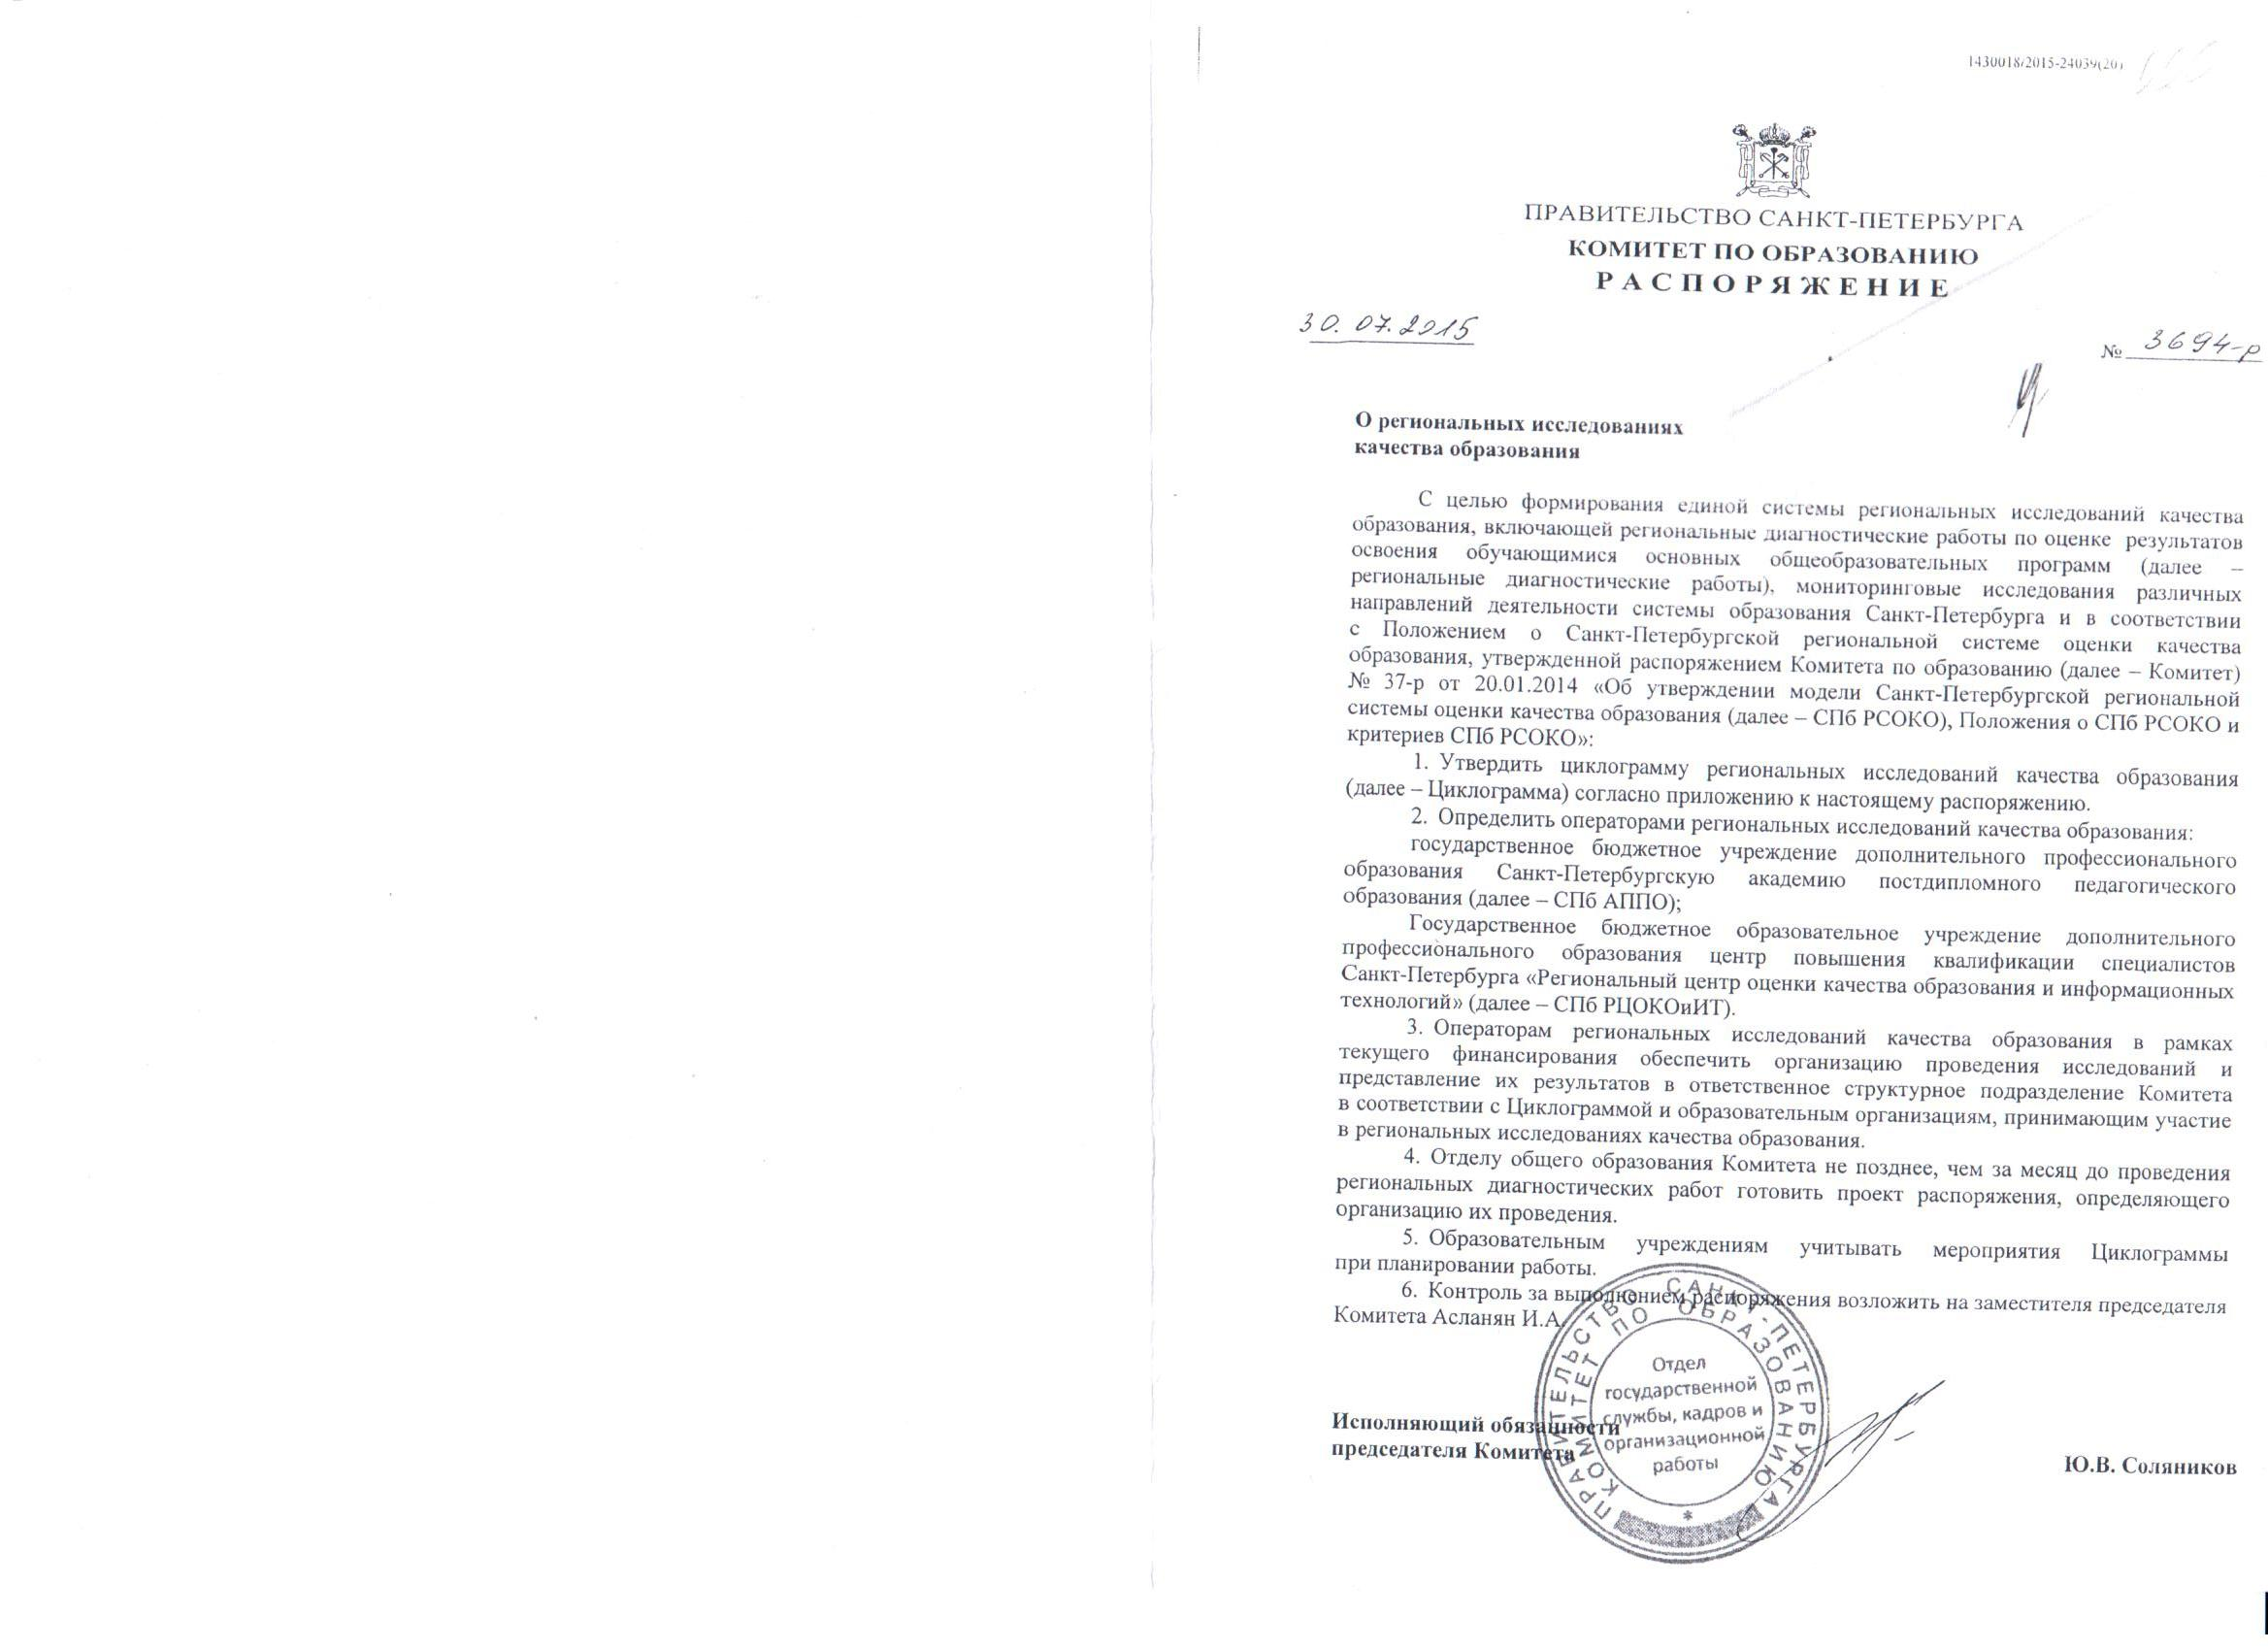 1430018/2015-24039(20)
ПРАВИТЕЛЬСТВО САНКТ-ПЕТЕРБУРГА
КОМИТЕТ ПО ОБРАЗОВАНИЮ
РАСПОРЯЖЕНИЕ
30.07.2015
№ 3694-р
О региональных исследованиях
качества образования
С целью формирования единой системы региональных исследований качества
образования, включающей региональные диагностические работы по оценке результатов
освоения обучающимися основных общеобразовательных программ (далее –
региональные диагностические работы), мониторинговые исследования различных
направлений деятельности системы образования Санкт-Петербурга и в соответствии
с Положением о Санкт-Петербургской региональной системе оценки качества
образования, утвержденной распоряжением Комитета по образованию (далее – Комитет)
№ 37-р от 20.01.2014 «Об утверждении модели Санкт-Петербургской региональной
системы оценки качества образования (далее – СПб РСОКО), Положения о СПб РСОКО и
критериев СПб РСОКО»:
1. Утвердить циклограмму региональных исследований качества образования
(далее – Циклограмма) согласно приложению к настоящему распоряжению.
2. Определить операторами региональных исследований качества образования:
государственное бюджетное учреждение дополнительного профессионального
образования Санкт-Петербургскую академию постдипломного педагогического
образования (далее – СПб АППО);
Государственное бюджетное образовательное учреждение дополнительного
профессионального образования центр повышения квалификации специалистов
Санкт-Петербурга «Региональный центр оценки качества образования и информационных
технологий» (далее – СПб РЦОКОиИТ).
3. Операторам региональных исследований качества образования в рамках
текущего финансирования обеспечить организацию проведения исследований и
представление их результатов в ответственное структурное подразделение Комитета
в соответствии с Циклограммой и образовательным организациям, принимающим участие
в региональных исследованиях качества образования.
4. Отделу общего образования Комитета не позднее, чем за месяц до проведения
региональных диагностических работ готовить проект распоряжения, определяющего
организацию их проведения.
5. Образовательным учреждениям учитывать мероприятия Циклограммы
при планировании работы.
6. Контроль за выполнением распоряжения возложить на заместителя председателя
Комитета Асланян И.А.
ПРАВИТЕЛЬСТВО САНКТ-ПЕТЕРБУРГА
КОМИТЕТ ПО ОБРАЗОВАНИЮ
Отдел
государственной
службы, кадров и
организационной
работы
*
Исполняющий обязанности
председателя Комитета
Ю.В. Соляников